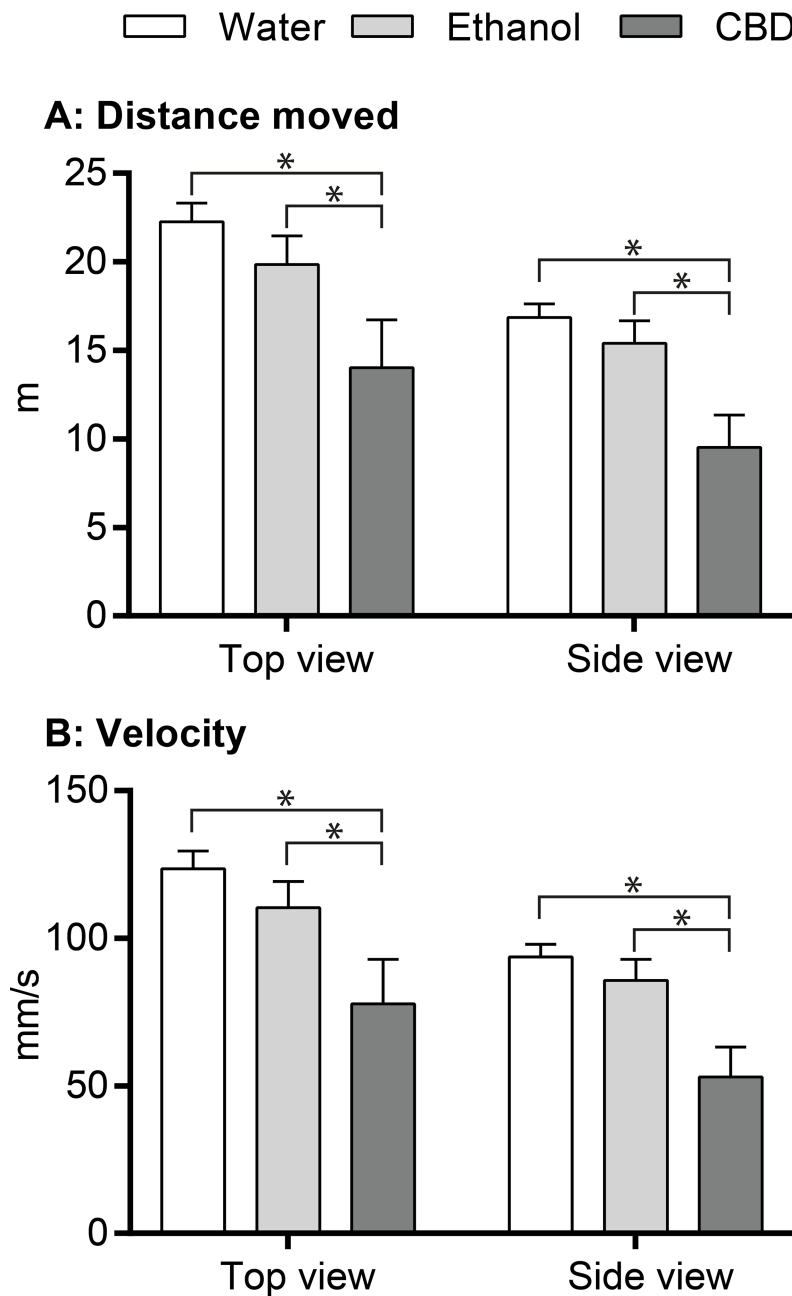 Water Ethanol CBD
A: Distance moved
25
* *
20
* *
15
m
10
5
0
Top view Side view
B: Velocity
150
* *
100
* *
mm/s
50
0
Top view Side view